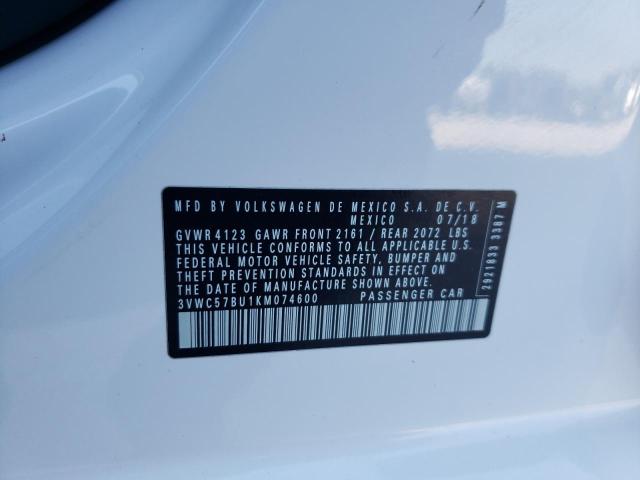 MFD BY VOLKSWAGEN DE MEXICO S.A. DE C.V.
MEXICO 07/18
GVWR 4123 GAWR FRONT 2161 / REAR 2072 LBS
THIS VEHICLE CONFORMS TO ALL APPLICABLE U.S.
FEDERAL MOTOR VEHICLE SAFETY, BUMPER AND
THEFT PREVENTION STANDARDS IN EFFECT ON
THE DATE OF MANUFACTURE SHOWN ABOVE.
3VWC57BU1KM074600 PASSENGER CAR
2921833 3387 M